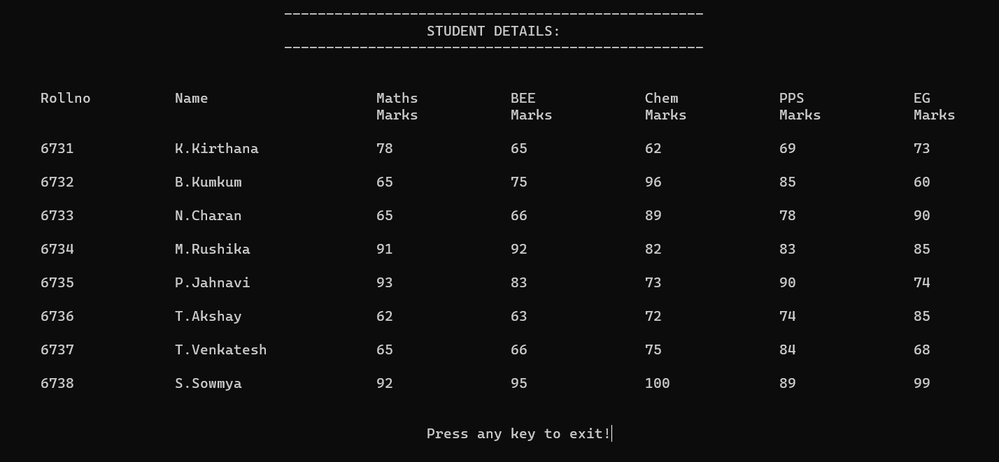 --------------------------------------------------
STUDENT DETAILS:
--------------------------------------------------
Rollno Name Maths BEE Chem PPS EG
Marks Marks Marks Marks Marks
6731 K.Kirthana 78 65 62 69 73
6732 B.Kumkum 65 75 96 85 60
6733 N.Charan 65 66 89 78 90
6734 M.Rushika 91 92 82 83 85
6735 P.Jahnavi 93 83 73 90 74
6736 T.Akshay 62 63 72 74 85
6737 T.Venkatesh 65 66 75 84 68
6738 S.Sowmya 92 95 100 89 99
Press any key to exit!